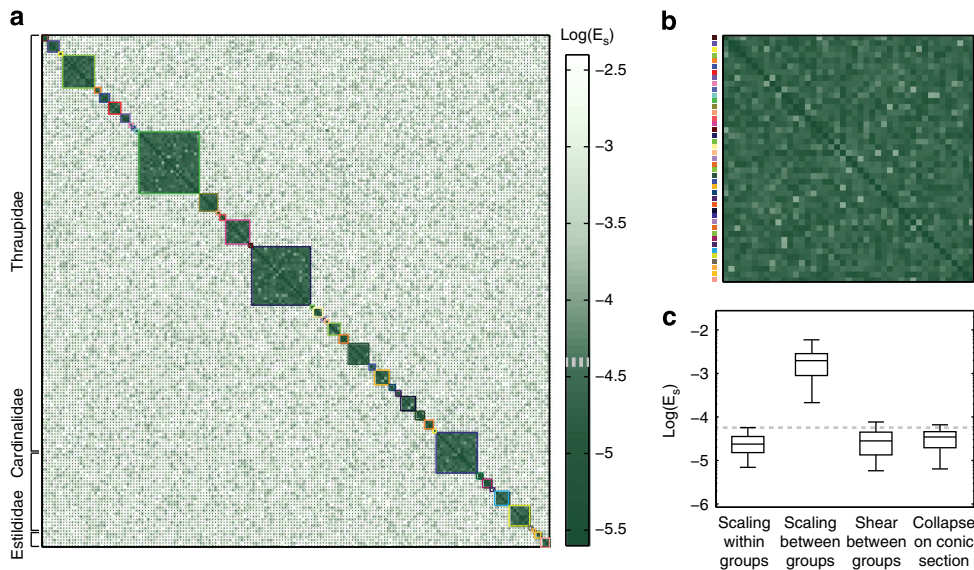 a
Thraupidae
Cardinalidae
Estildidae
Log(Es)
−2.5
−3
−3.5
−4
−4.5
−5
−5.5
b
c
Log(Es)
−2
−3
−4
−5
−6
Scaling within groups
Scaling between groups
Shear between groups
Collapse on conic section